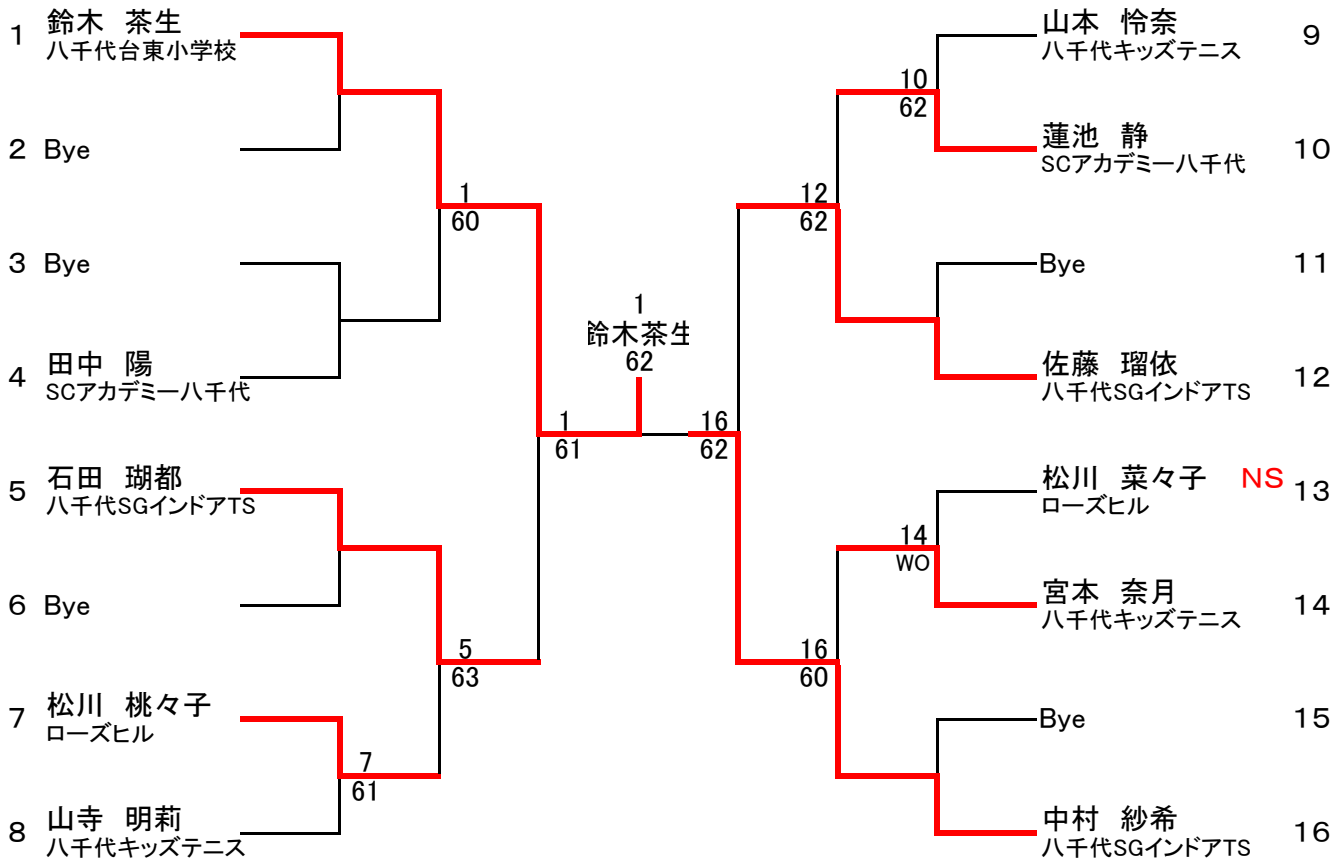 1 鈴木 茶生
八千代台東小学校
2 Bye
3 Bye
4 田中 陽
SCアカデミー八千代
5 石田 瑚都
八千代SGインドアTS
6 Bye
7 松川 桃々子
ローズヒル
8 山寺 明莉
八千代キッズテニス
1
60
5
63
7
61
1
61
1
鈴木茶生
62
16
62
12
62
16
60
10
62
14
WO
山本 怜奈 9
八千代キッズテニス
蓮池 静 10
SCアカデミー八千代
Bye 11
佐藤 瑠依 12
八千代SGインドアTS
松川 菜々子 NS 13
ローズヒル
宮本 奈月 14
八千代キッズテニス
Bye 15
中村 紗希 16
八千代SGインドアTS